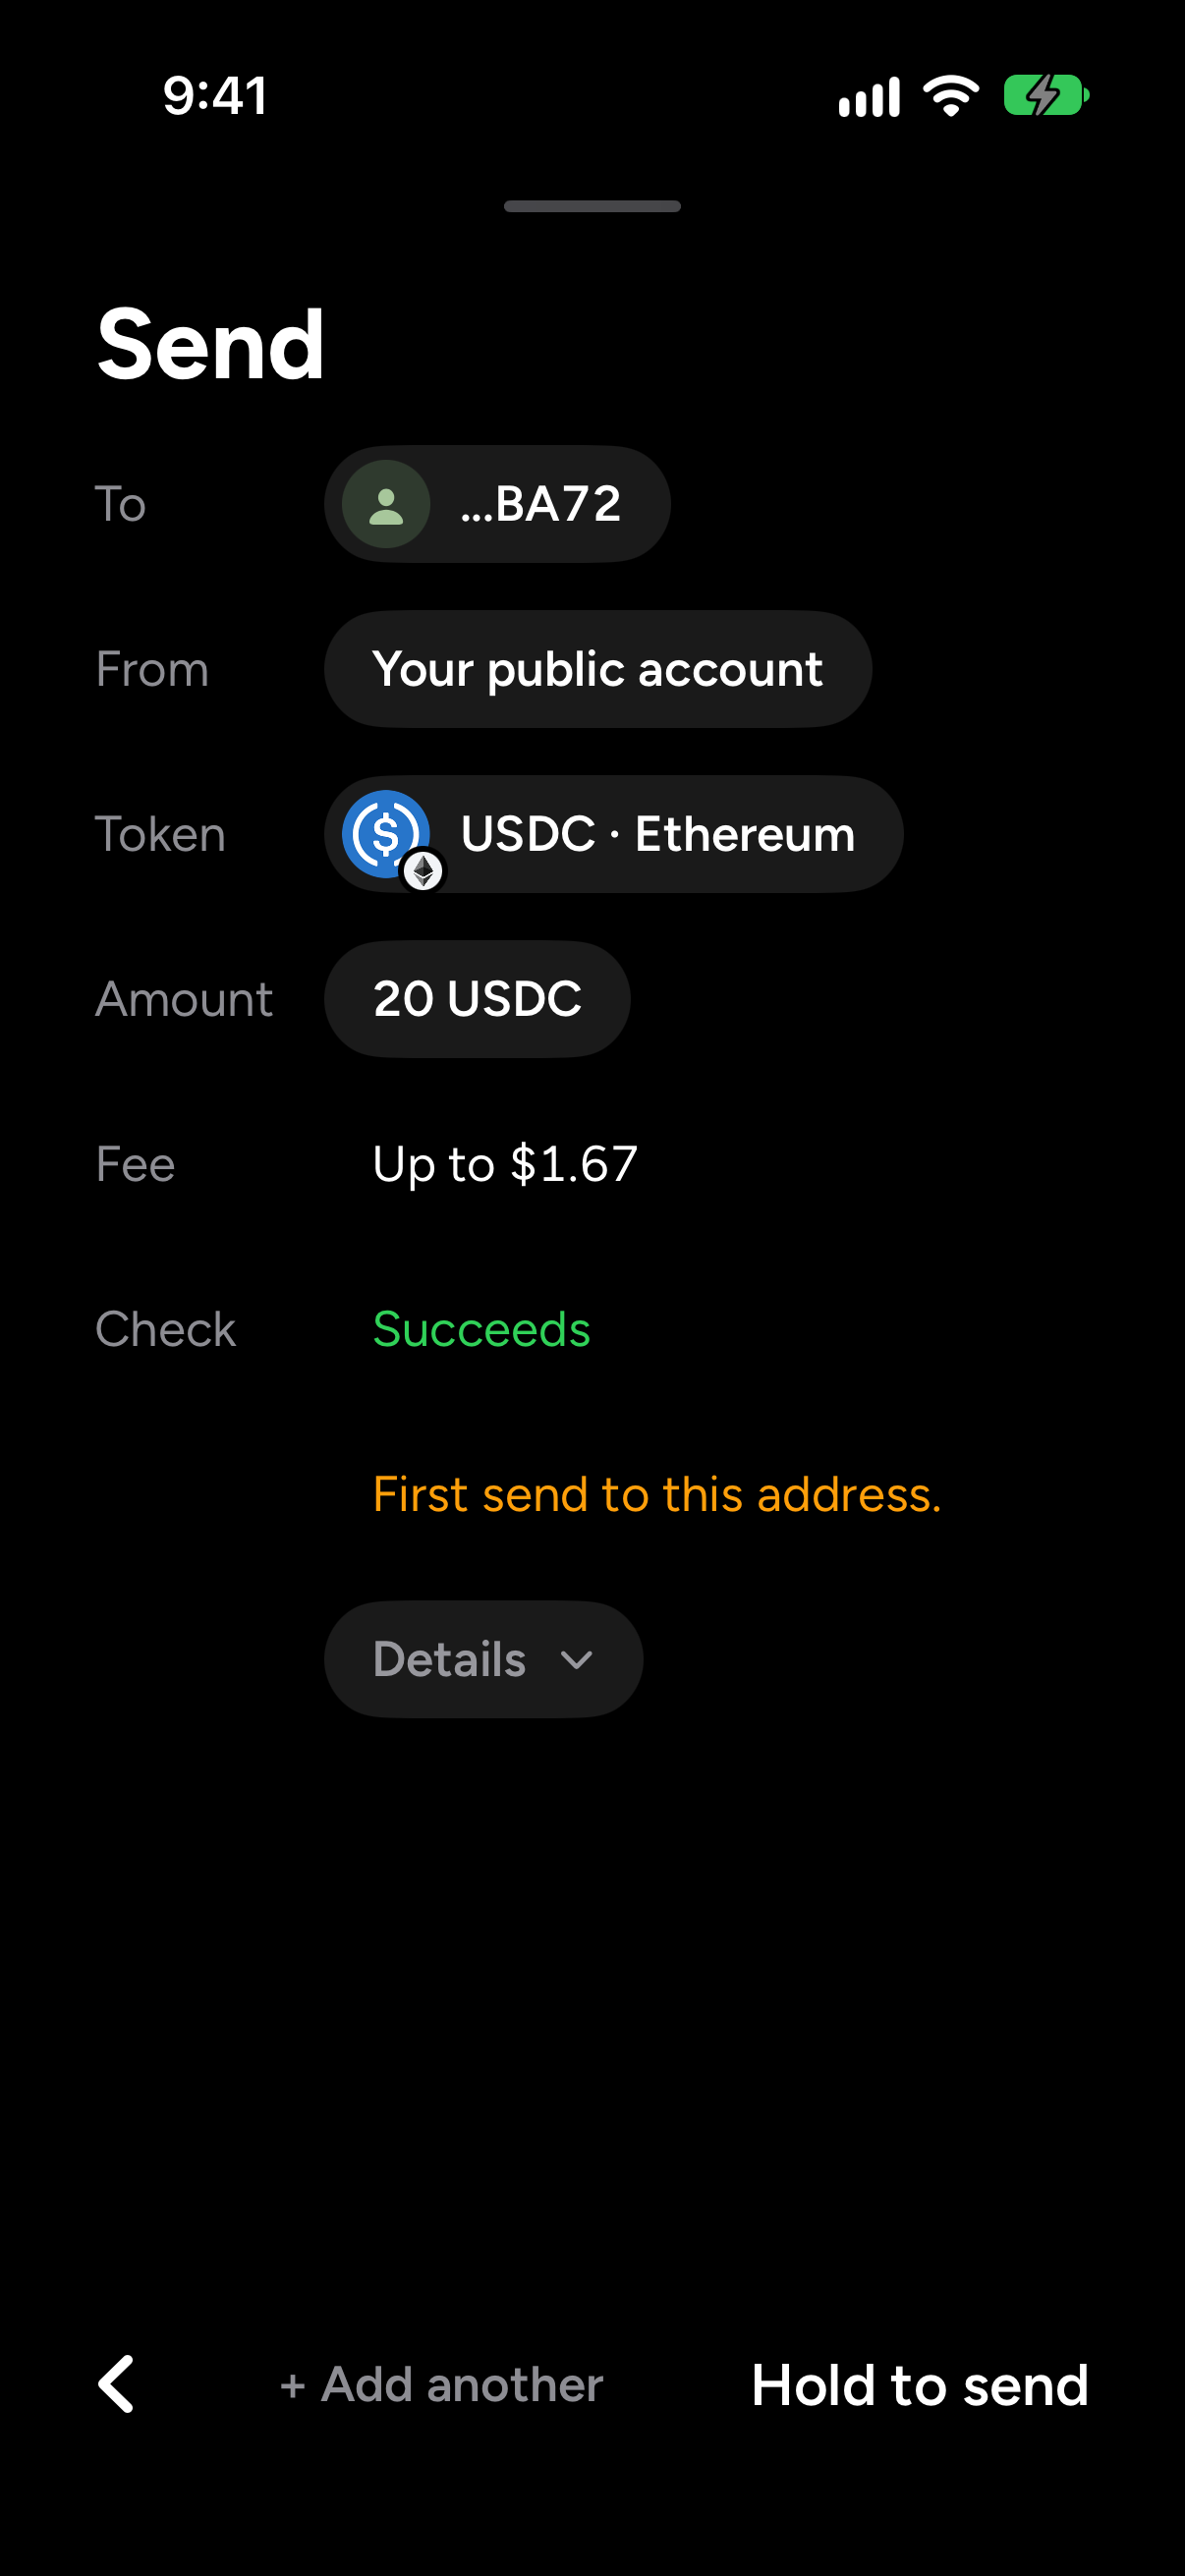 9:41
Send
To ...BA72
From Your public account
Token USDC · Ethereum
Amount 20 USDC
Fee Up to $1.67
Check Succeeds
First send to this address.
Details
+ Add another Hold to send